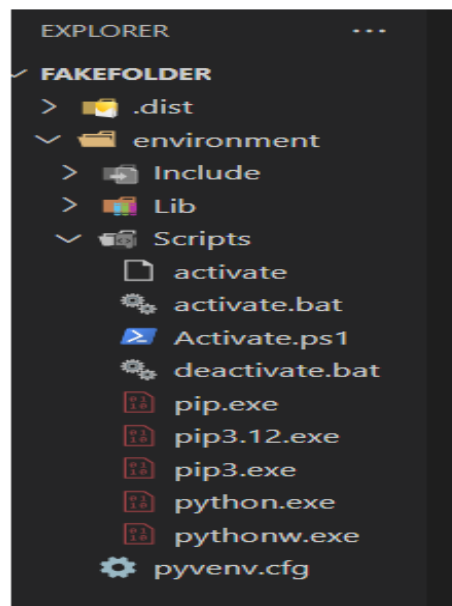 EXPLORER
FAKEFOLDER
.dist
environment
Include
Lib
Scripts
activate
activate.bat
Activate.ps1
deactivate.bat
pip.exe
pip3.12.exe
pip3.exe
python.exe
pythonw.exe
pyvenv.cfg